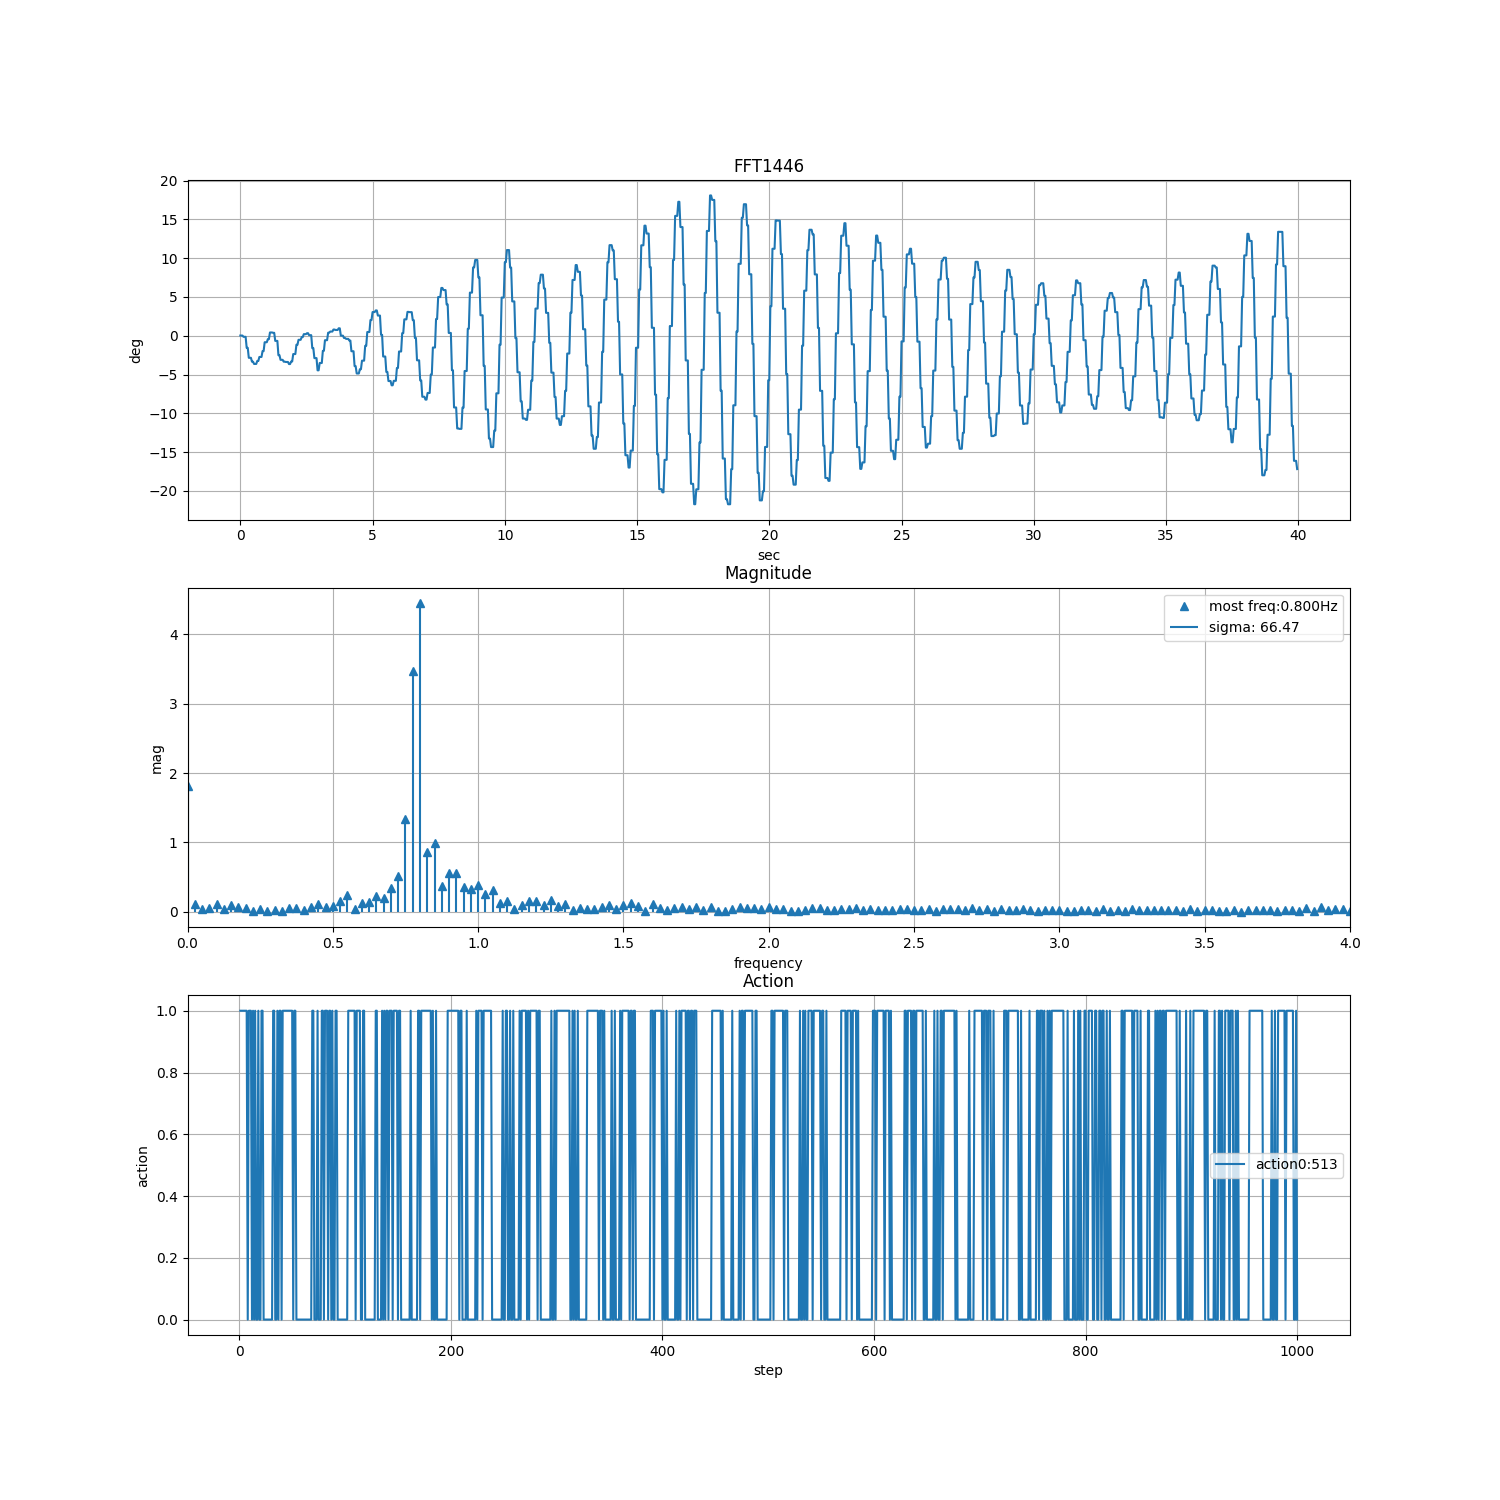 FFT1446
20
15
10
5
0
−5
−10
−15
−20
deg
0 5 10 15 20 25 30 35 40
sec
Magnitude
most freq:0.800Hz
sigma: 66.47
4
3
2
1
0
mag
0.0 0.5 1.0 1.5 2.0 2.5 3.0 3.5 4.0
frequency
Action
1.0
0.8
0.6
0.4
0.2
0.0
action
action0:513
0 200 400 600 800 1000
step